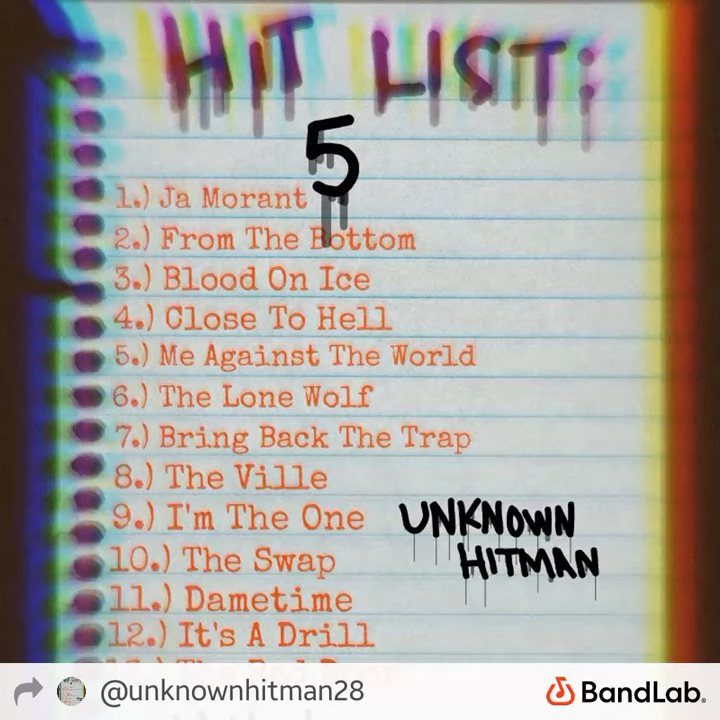 HIT LIST:
5
1.) Ja Morant
2.) From The Bottom
3.) Blood On Ice
4.) Close To Hell
5.) Me Against The World
6.) The Lone Wolf
7.) Bring Back The Trap
8.) The Ville
9.) I'm The One
10.) The Swap
11.) Dametime
12.) It's A Drill
UNKNOWN
HITMAN
@unknownhitman28
BandLab.